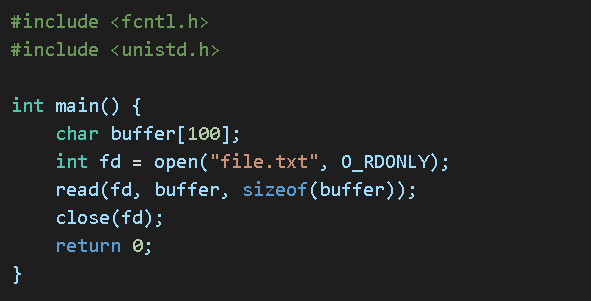 #include <fcntl.h>
#include <unistd.h>

int main() {
    char buffer[100];
    int fd = open("file.txt", O_RDONLY);
    read(fd, buffer, sizeof(buffer));
    close(fd);
    return 0;
}